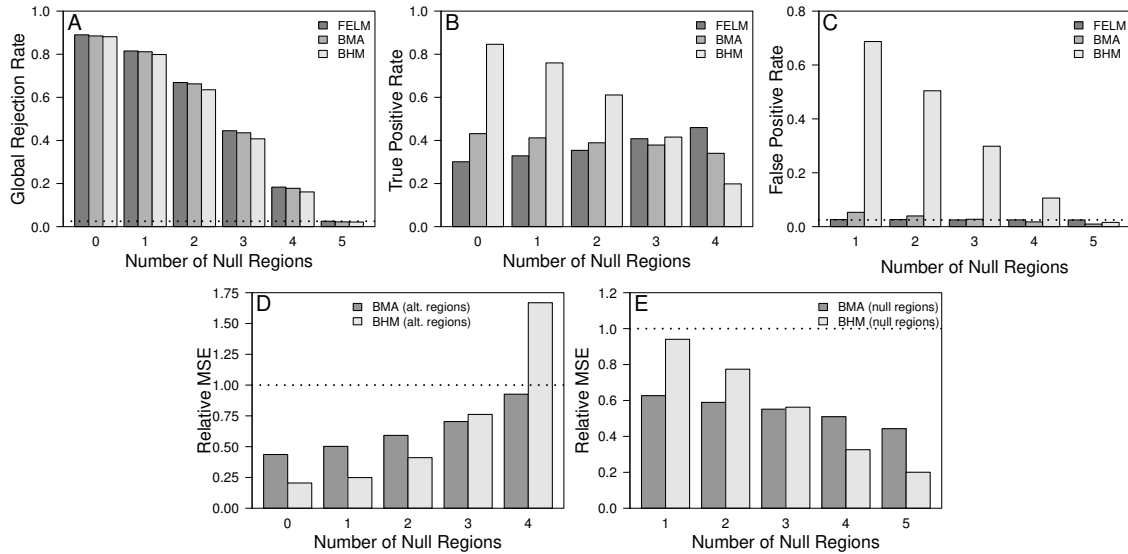 A
FELM
BMA
BHM
Global Rejection Rate
1.0
0.8
0.6
0.4
0.2
0.0
0 1 2 3 4 5
Number of Null Regions
B
FELM
BMA
BHM
True Positive Rate
1.0
0.8
0.6
0.4
0.2
0.0
0 1 2 3 4
Number of Null Regions
C
FELM
BMA
BHM
False Positive Rate
0.8
0.6
0.4
0.2
0.0
1 2 3 4 5
Number of Null Regions
D
BMA (alt. regions)
BHM (alt. regions)
Relative MSE
1.75
1.50
1.25
1.00
0.75
0.50
0.25
0.00
0 1 2 3 4
Number of Null Regions
E
BMA (null regions)
BHM (null regions)
Relative MSE
1.2
1.0
0.8
0.6
0.4
0.2
0.0
1 2 3 4 5
Number of Null Regions